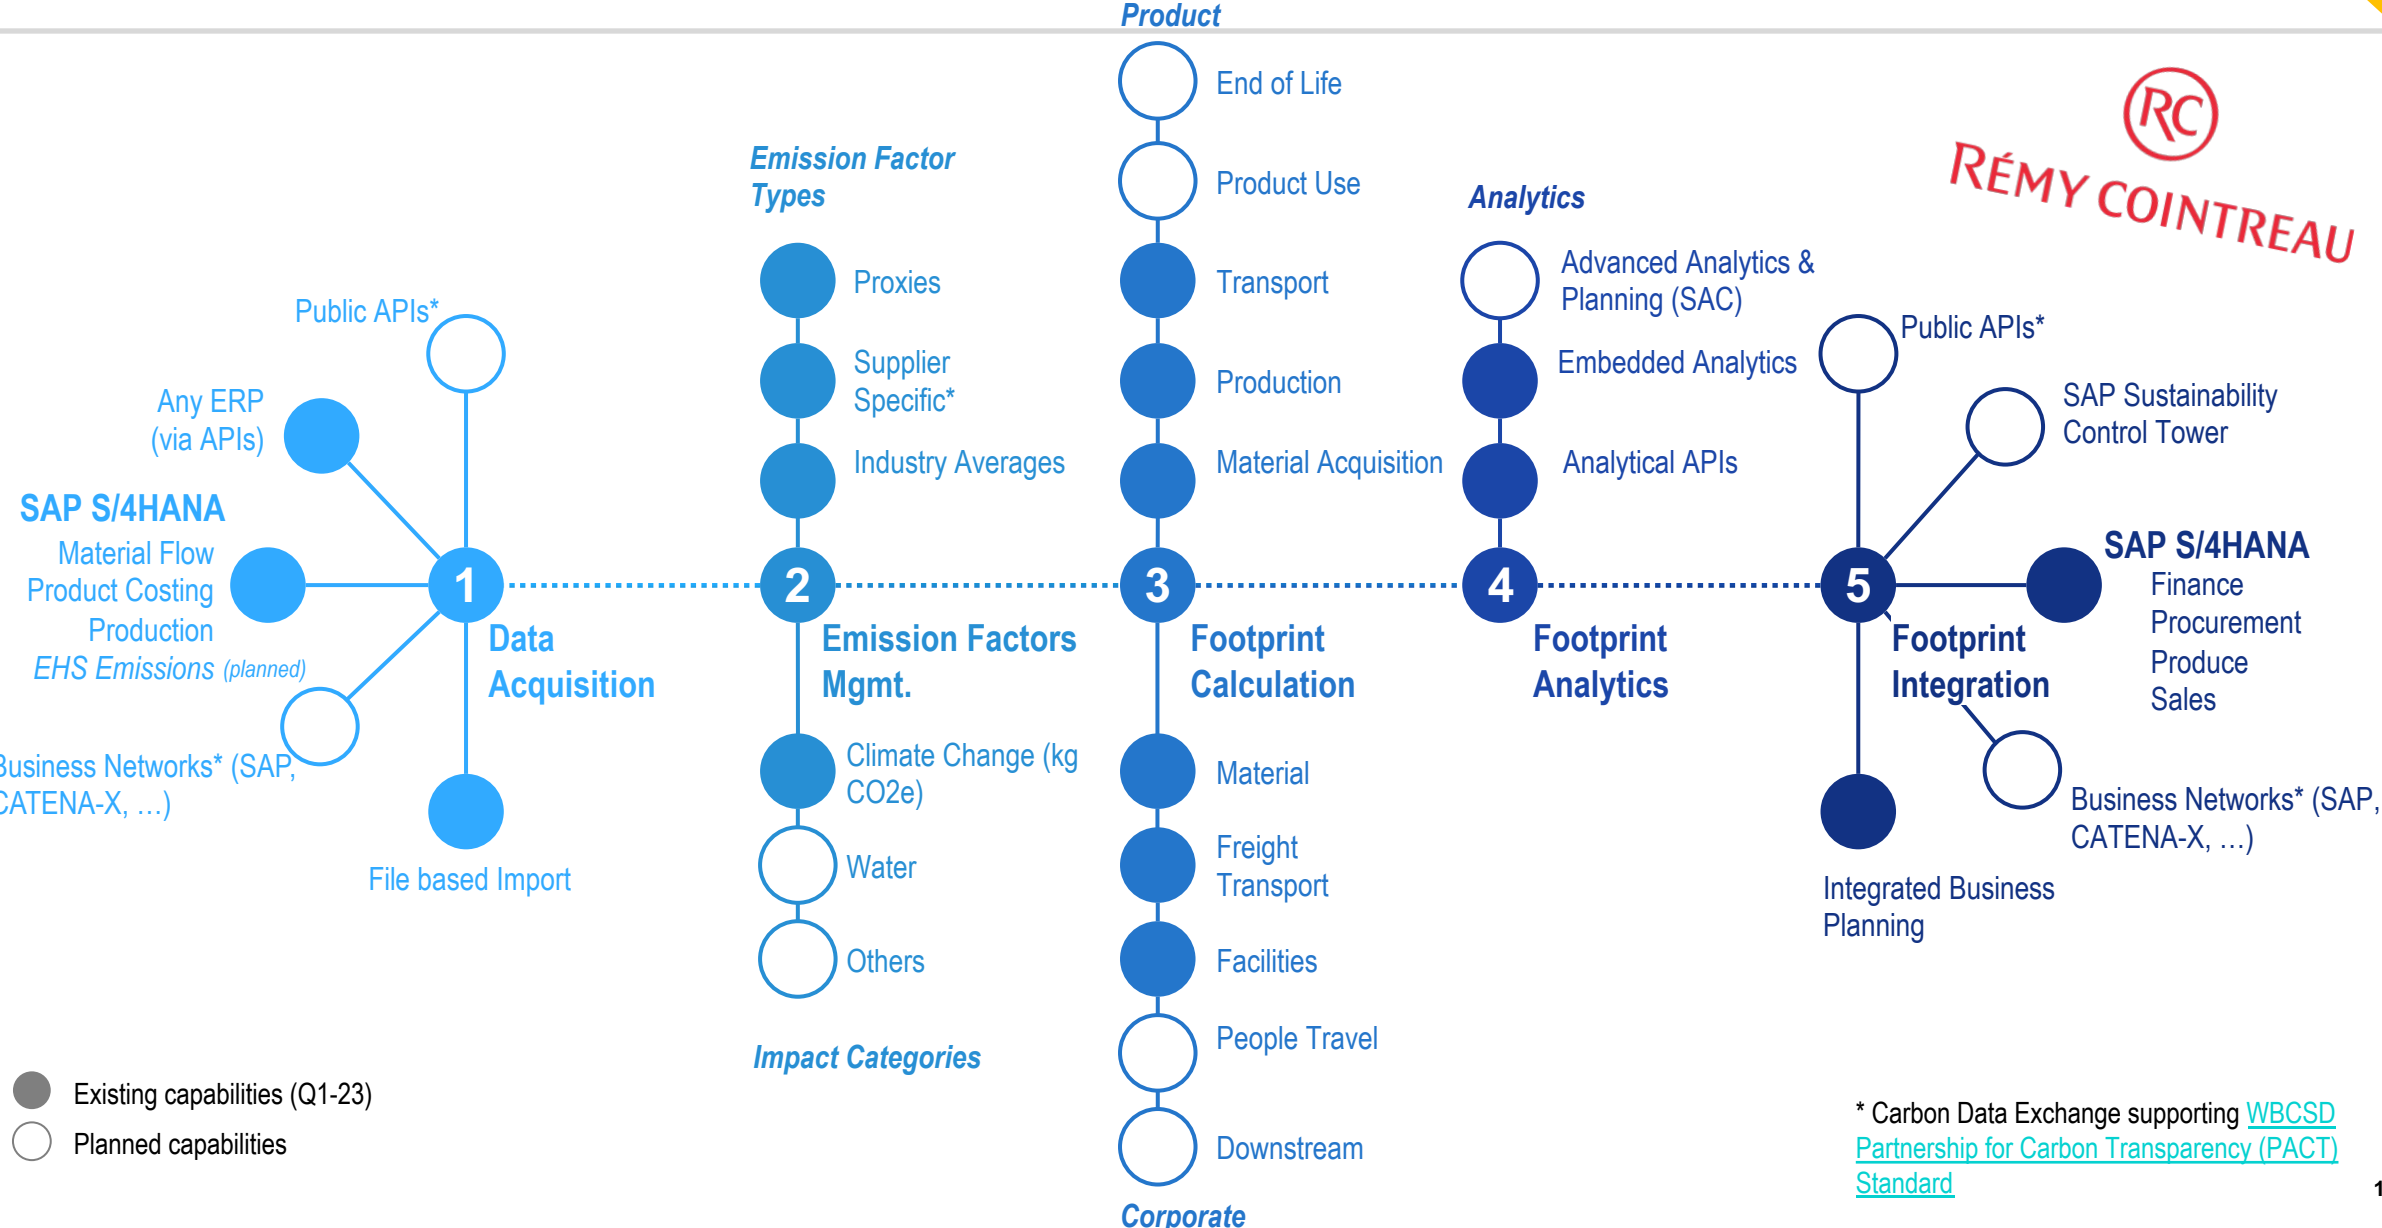 Product
End of Life
Product Use
Transport
Production
Material Acquisition
RC
RÉMY COINTREAU
Emission Factor
Types
Proxies
Supplier
Specific*
Industry Averages
Analytics
Advanced Analytics &
Planning (SAC)
Embedded Analytics
Analytical APIs
Public APIs*
Any ERP
(via APIs)
SAP S/4HANA
Material Flow
Product Costing
Production
EHS Emissions (planned)
Business Networks* (SAP,
CATENA-X, …)
File based Import
1
Data
Acquisition
2
Emission Factors
Mgmt.
Climate Change (kg
CO2e)
Water
Others
Impact Categories
3
Footprint
Calculation
Material
Freight
Transport
Facilities
People Travel
Downstream
Corporate
4
Footprint
Analytics
5
Footprint
Integration
Public APIs*
SAP Sustainability
Control Tower
SAP S/4HANA
Finance
Procurement
Produce
Sales
Business Networks* (SAP,
CATENA-X, …)
Integrated Business
Planning
Existing capabilities (Q1-23)
Planned capabilities
* Carbon Data Exchange supporting WBCSD
Partnership for Carbon Transparency (PACT)
Standard
1